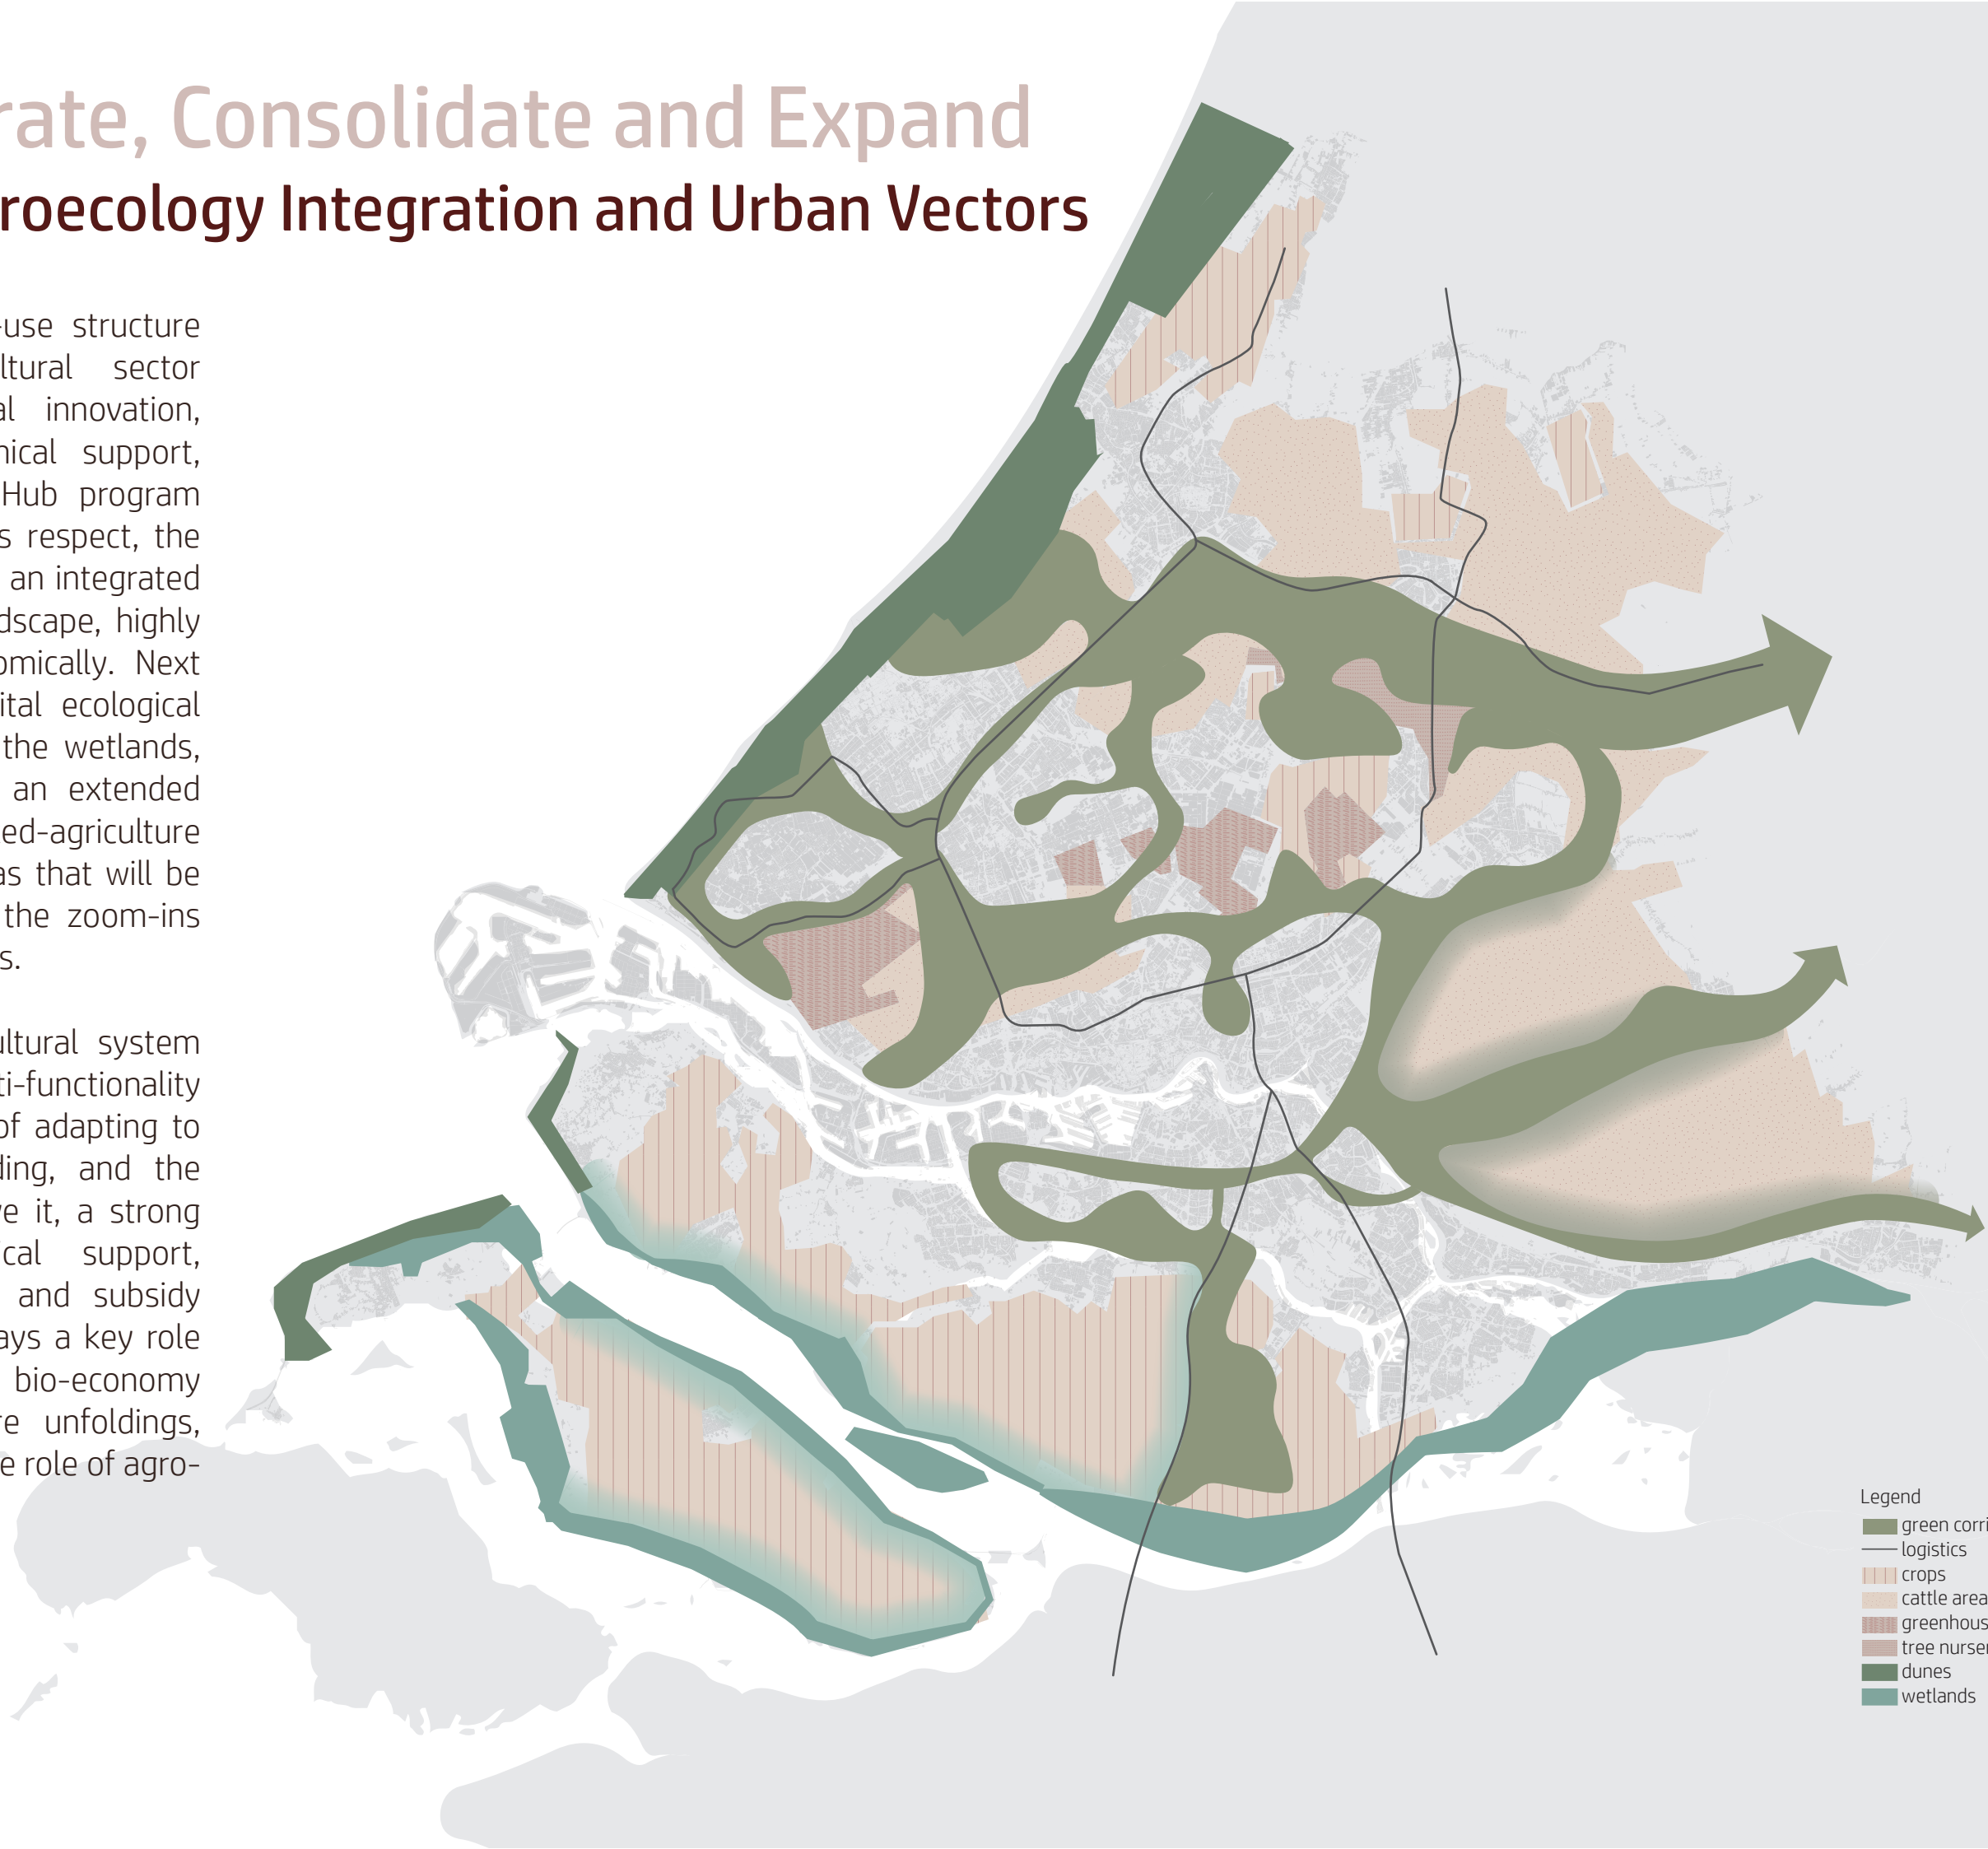 rate, Consolidate and Expand
roecology Integration and Urban Vectors
-use structure
ltural sector
al innovation,
nical support,
Hub program
s respect, the
an integrated
dscape, highly
omically. Next
ital ecological
the wetlands,
an extended
ed-agriculture
as that will be
the zoom-ins
s.
ultural system
ti-functionality
of adapting to
ding, and the
ve it, a strong
ical support,
and subsidy
ays a key role
bio-economy
re unfoldings,
e role of agro-
Legend
green corri
logistics
crops
cattle area
greenhous
tree nurser
dunes
wetlands